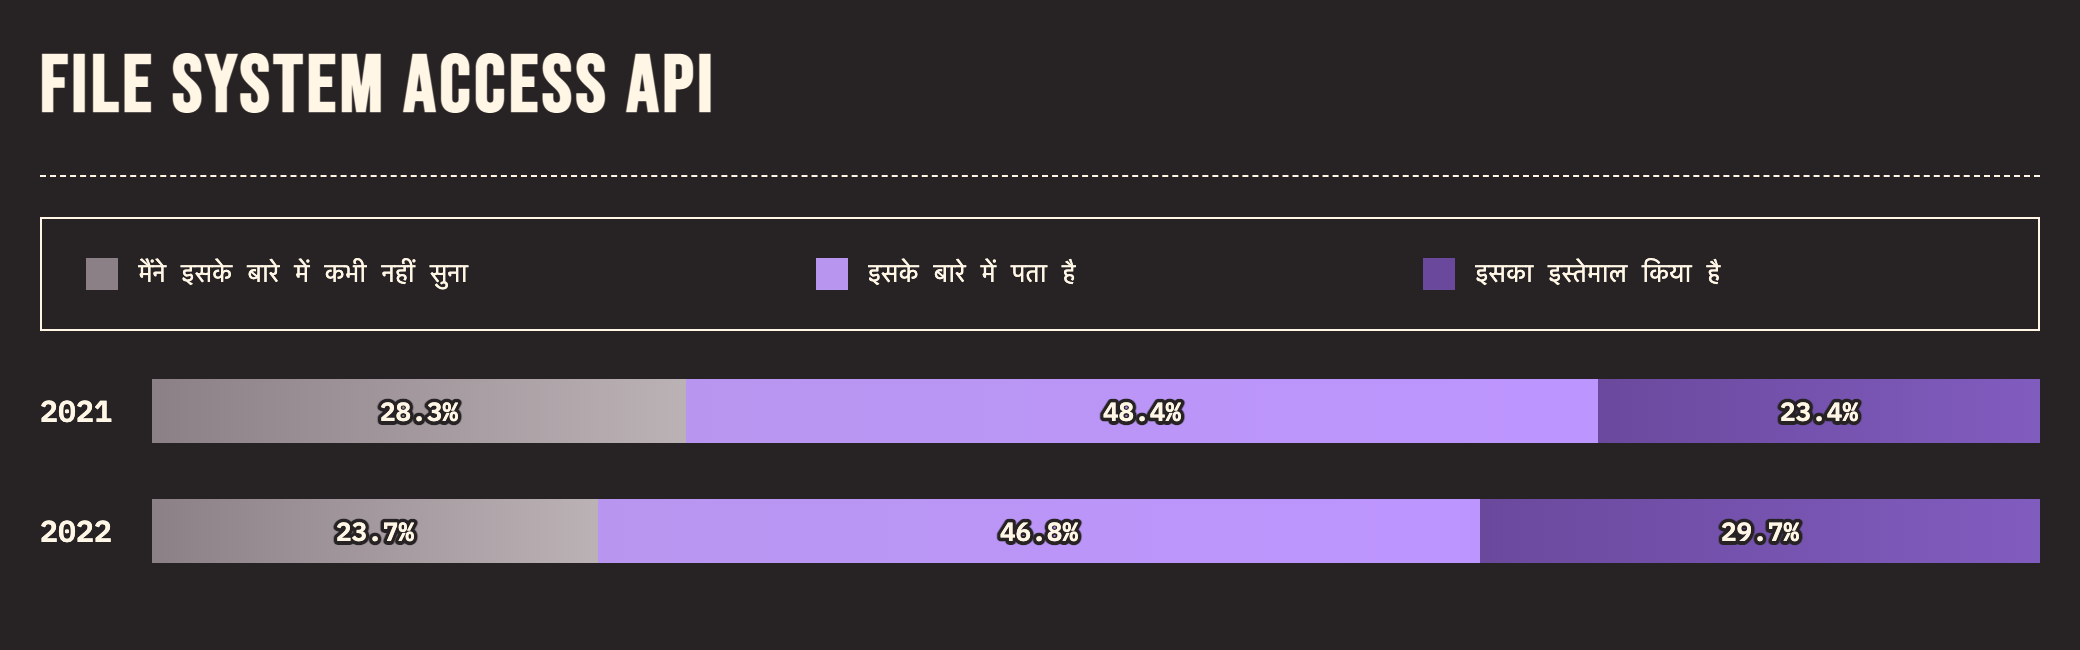 FILE SYSTEM ACCESS API
मैंने इसके बारे में कभी नहीं सुना इसके बारे में पता है इसका इस्तेमाल किया है
2021 28.3% 48.4% 23.4%
2022 23.7% 46.8% 29.7%